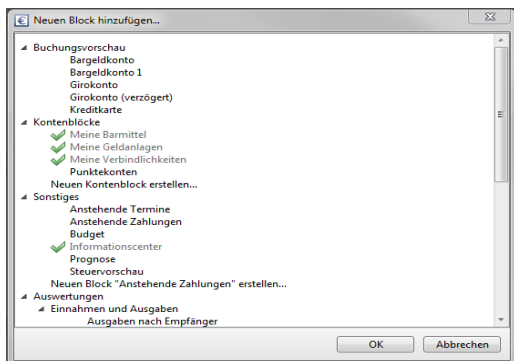 Neuen Block hinzufügen...
Buchungsvorschau
Bargeldkonto
Bargeldkonto 1
Girokonto
Girokonto (verzögert)
Kreditkarte
Kontenblöcke
Meine Barmittel
Meine Geldanlagen
Meine Verbindlichkeiten
Punktekonten
Neuen Kontenblock erstellen...
Sonstiges
Anstehende Termine
Anstehende Zahlungen
Budget
Informationscenter
Prognose
Steuervorschau
Neuen Block "Anstehende Zahlungen" erstellen...
Auswertungen
Einnahmen und Ausgaben
Ausgaben nach Empfänger
OK Abbrechen